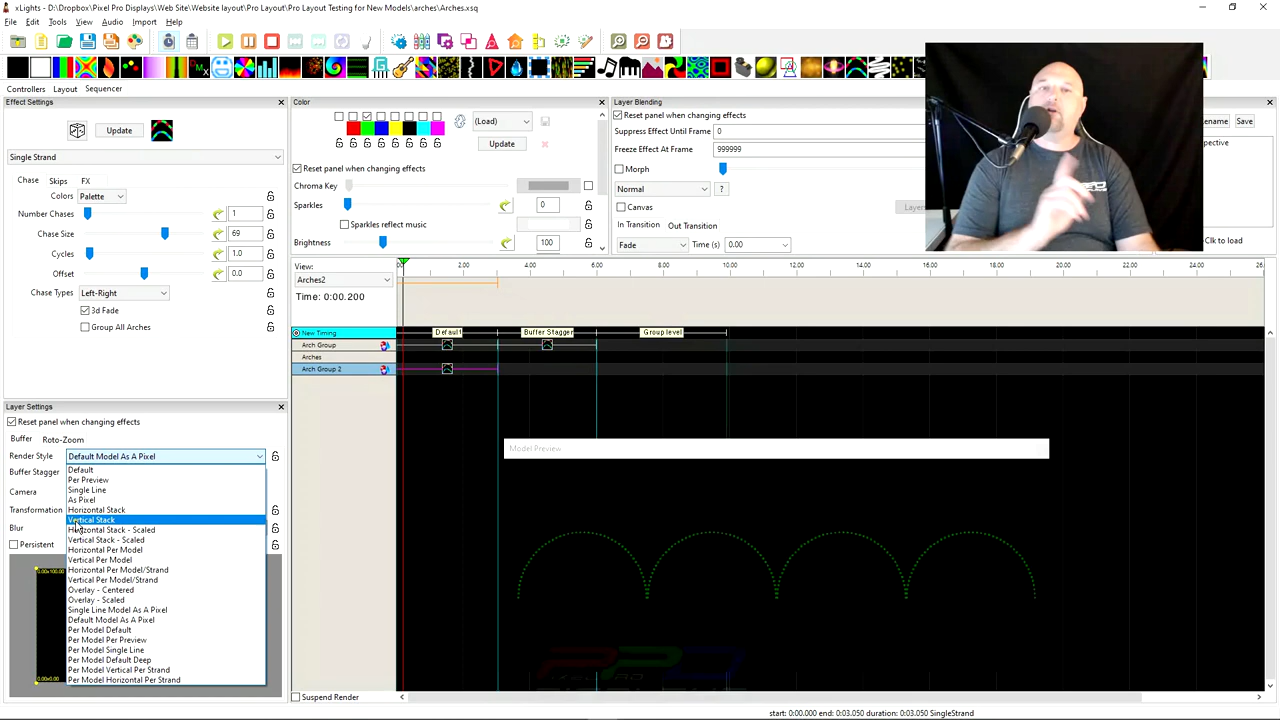 xLights - D:\Dropbox\Pixel Pro Displays\Web Site\Website layout\Pro Layout Testing for New Models\arches\Arches.xsq
File Edit Tools View Audio Import Help
Controllers Layout Sequencer
Effect Settings
Update
Single Strand
Chase Skips FX
Colors Palette
Number Chases 1
Chase Size 69
Cycles 1.0
Offset 0.0
Chase Types Left-Right
3d Fade
Group All Arches
Color
(Load)
Update
Reset panel when changing effects
Chroma Key
Sparkles 0
Sparkles reflect music
Brightness 100
Layer Blending
Reset panel when changing effects
Suppress Effect Until Frame 0
Freeze Effect At Frame 999999
Morph
Normal ?
Canvas
In Transition Out Transition
Fade Time (s) 0.00
ename Save
spective
Clk to load
View:
Arches2
Time: 0:00.200
2.00 4.00 6.00 8.00 10.00 12.00 14.00 16.00 18.00 20.00 22.00 24.00 26
New Timing Default Buffer Stagger Group level
Arch Group
Arches
Arch Group 2
Model Preview
Layer Settings
Reset panel when changing effects
Buffer Roto-Zoom
Render Style Default Model As A Pixel
Buffer Stagger
Camera
Transformation
Blur
Persistent
Default
Per Preview
Single Line
As Pixel
Horizontal Stack
Vertical Stack
Horizontal Stack - Scaled
Vertical Stack - Scaled
Horizontal Per Model
Vertical Per Model
Horizontal Per Model/Strand
Vertical Per Model/Strand
Overlay - Centered
Overlay - Scaled
Single Line Model As A Pixel
Default Model As A Pixel
Per Model Default
Per Model Per Preview
Per Model Single Line
Per Model Default Deep
Per Model Vertical Per Strand
Per Model Horizontal Per Strand
Suspend Render
start: 0:00.000 end: 0:03.050 duration: 0:03.050 SingleStrand